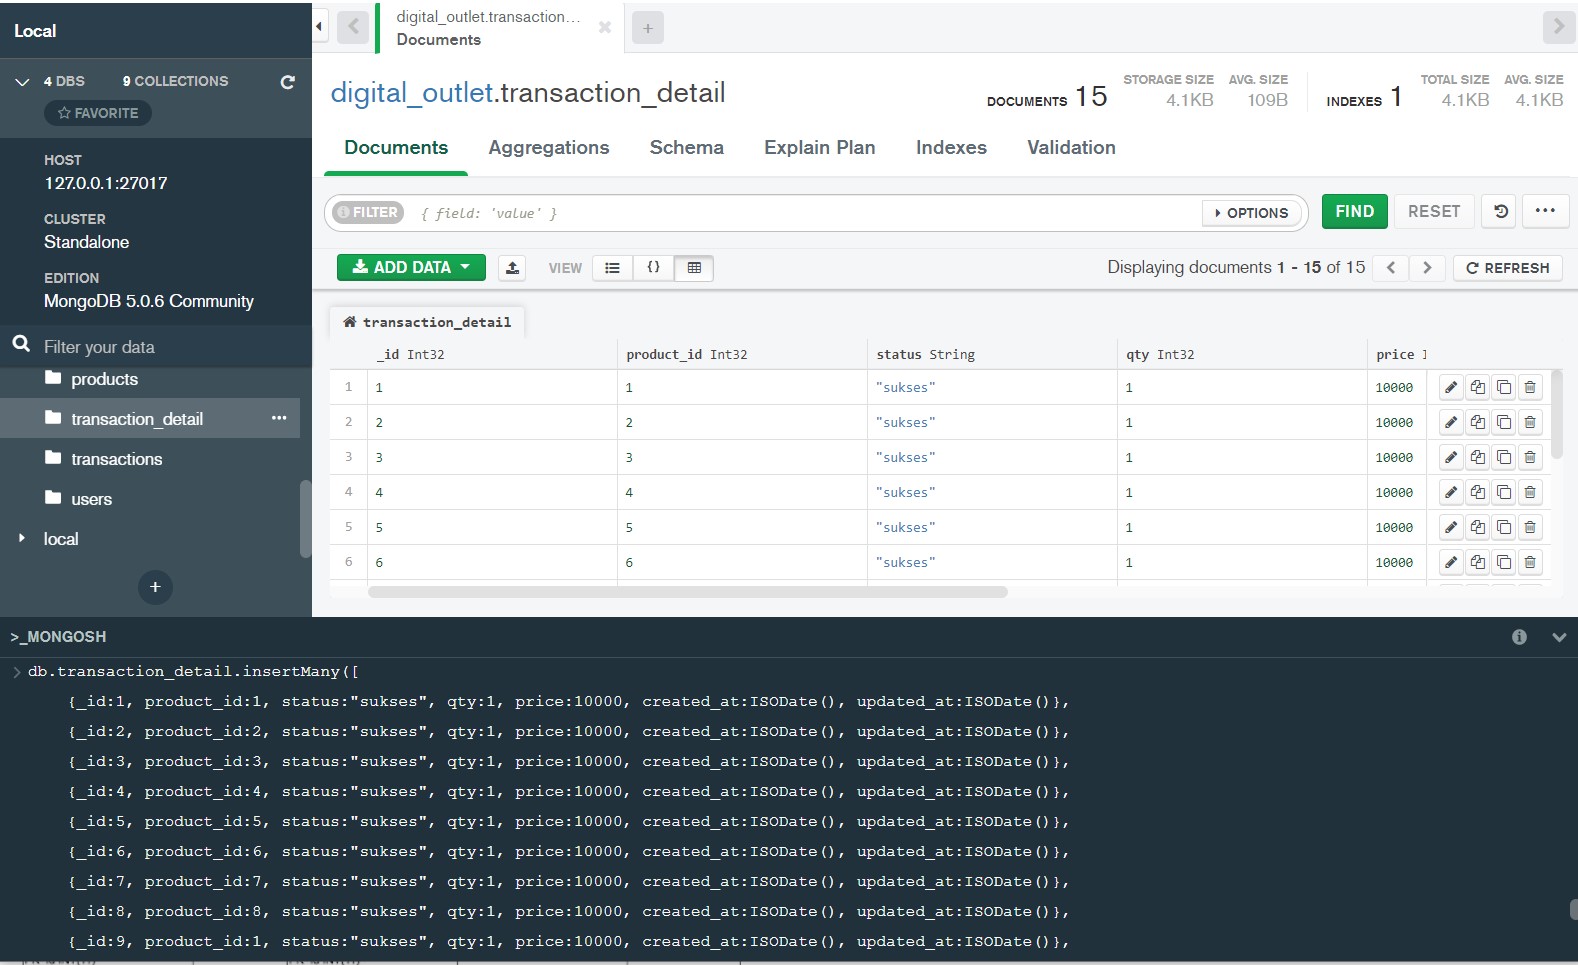 Local
4 DBS 9 COLLECTIONS
FAVORITE
HOST
127.0.0.1:27017
CLUSTER
Standalone
EDITION
MongoDB 5.0.6 Community
Filter your data
products
transaction_detail
transactions
users
local
+
digital_outlet.transaction...
Documents
+
digital_outlet.transaction_detail
DOCUMENTS 15
STORAGE SIZE 4.1KB
AVG. SIZE 109B
INDEXES 1
TOTAL SIZE 4.1KB
AVG. SIZE 4.1KB
Documents Aggregations Schema Explain Plan Indexes Validation
FILTER { field: 'value' } OPTIONS FIND RESET
ADD DATA VIEW { } Displaying documents 1 - 15 of 15 REFRESH
transaction_detail
_id Int32 product_id Int32 status String qty Int32 price I
1 1 1 "sukses" 1 10000
2 2 2 "sukses" 1 10000
3 3 3 "sukses" 1 10000
4 4 4 "sukses" 1 10000
5 5 5 "sukses" 1 10000
6 6 6 "sukses" 1 10000
>_MONGOSH
> db.transaction_detail.insertMany([
{_id:1, product_id:1, status:"sukses", qty:1, price:10000, created_at:ISODate(), updated_at:ISODate()},
{_id:2, product_id:2, status:"sukses", qty:1, price:10000, created_at:ISODate(), updated_at:ISODate()},
{_id:3, product_id:3, status:"sukses", qty:1, price:10000, created_at:ISODate(), updated_at:ISODate()},
{_id:4, product_id:4, status:"sukses", qty:1, price:10000, created_at:ISODate(), updated_at:ISODate()},
{_id:5, product_id:5, status:"sukses", qty:1, price:10000, created_at:ISODate(), updated_at:ISODate()},
{_id:6, product_id:6, status:"sukses", qty:1, price:10000, created_at:ISODate(), updated_at:ISODate()},
{_id:7, product_id:7, status:"sukses", qty:1, price:10000, created_at:ISODate(), updated_at:ISODate()},
{_id:8, product_id:8, status:"sukses", qty:1, price:10000, created_at:ISODate(), updated_at:ISODate()},
{_id:9, product_id:1, status:"sukses", qty:1, price:10000, created_at:ISODate(), updated_at:ISODate()},